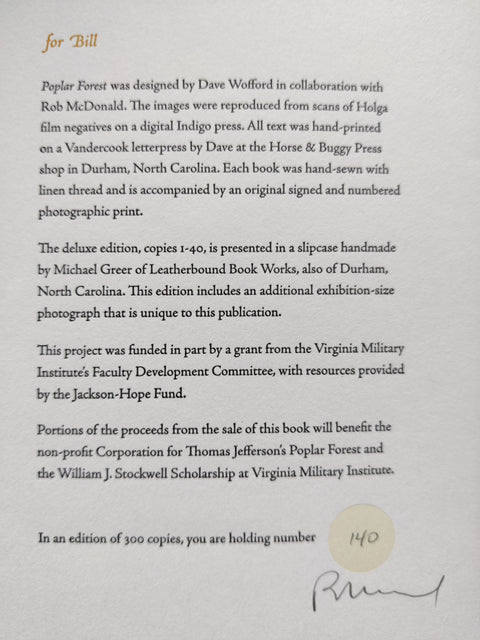 for Bill
Poplar Forest was designed by Dave Wofford in collaboration with
Rob McDonald. The images were reproduced from scans of Holga
film negatives on a digital Indigo press. All text was hand-printed
on a Vandercook letterpress by Dave at the Horse & Buggy Press
shop in Durham, North Carolina. Each book was hand-sewn with
linen thread and is accompanied by an original signed and numbered
photographic print.
The deluxe edition, copies 1-40, is presented in a slipcase handmade
by Michael Greer of Leatherbound Book Works, also of Durham,
North Carolina. This edition includes an additional exhibition-size
photograph that is unique to this publication.
This project was funded in part by a grant from the Virginia Military
Institute's Faculty Development Committee, with resources provided
by the Jackson-Hope Fund.
Portions of the proceeds from the sale of this book will benefit the
non-profit Corporation for Thomas Jefferson's Poplar Forest and
the William J. Stockwell Scholarship at Virginia Military Institute.
In an edition of 300 copies, you are holding number 140